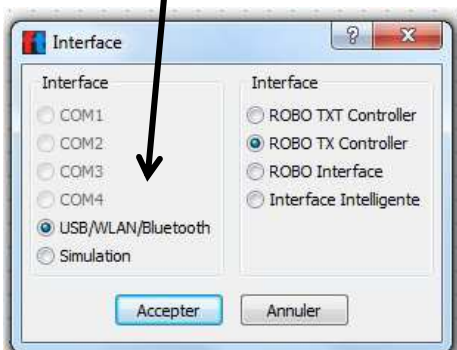 Interface
Interface
COM1
COM2
COM3
COM4
USB/WLAN/Bluetooth
Simulation
Interface
ROBO TXT Controller
ROBO TX Controller
ROBO Interface
Interface Intelligente
Accepter
Annuler